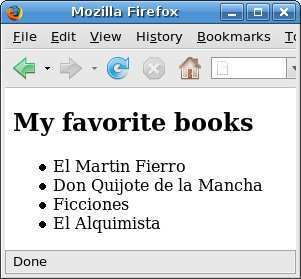 Mozilla Firefox
File Edit View History Bookmarks To
My favorite books
El Martin Fierro
Don Quijote de la Mancha
Ficciones
El Alquimista
Done